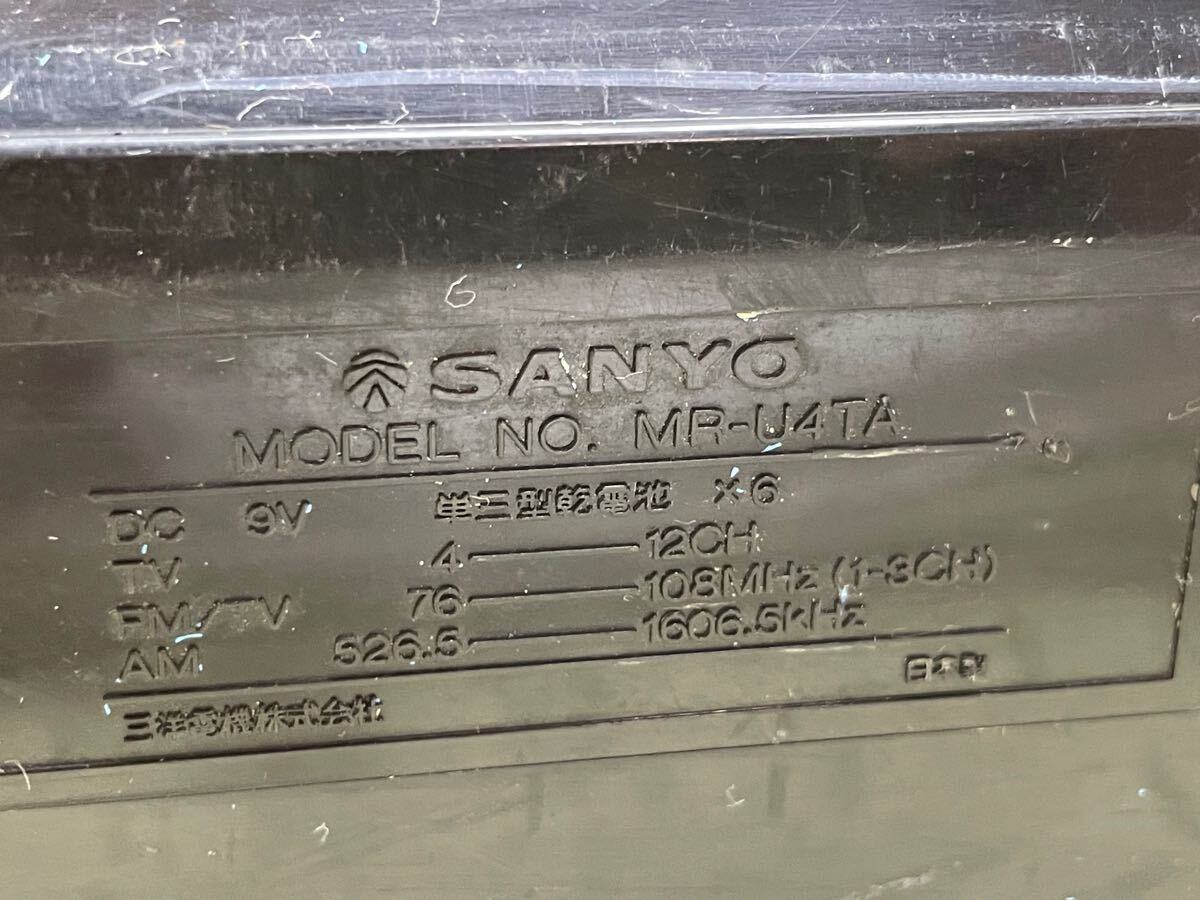 SANYO
MODEL NO. MR-U4TA
DC 9V 単二型乾電池 ×6
TV 4―12CH
FM/TV 76―108MHz (1-3CH)
AM 526.5―1606.5kHz
三洋電機株式会社 日本製